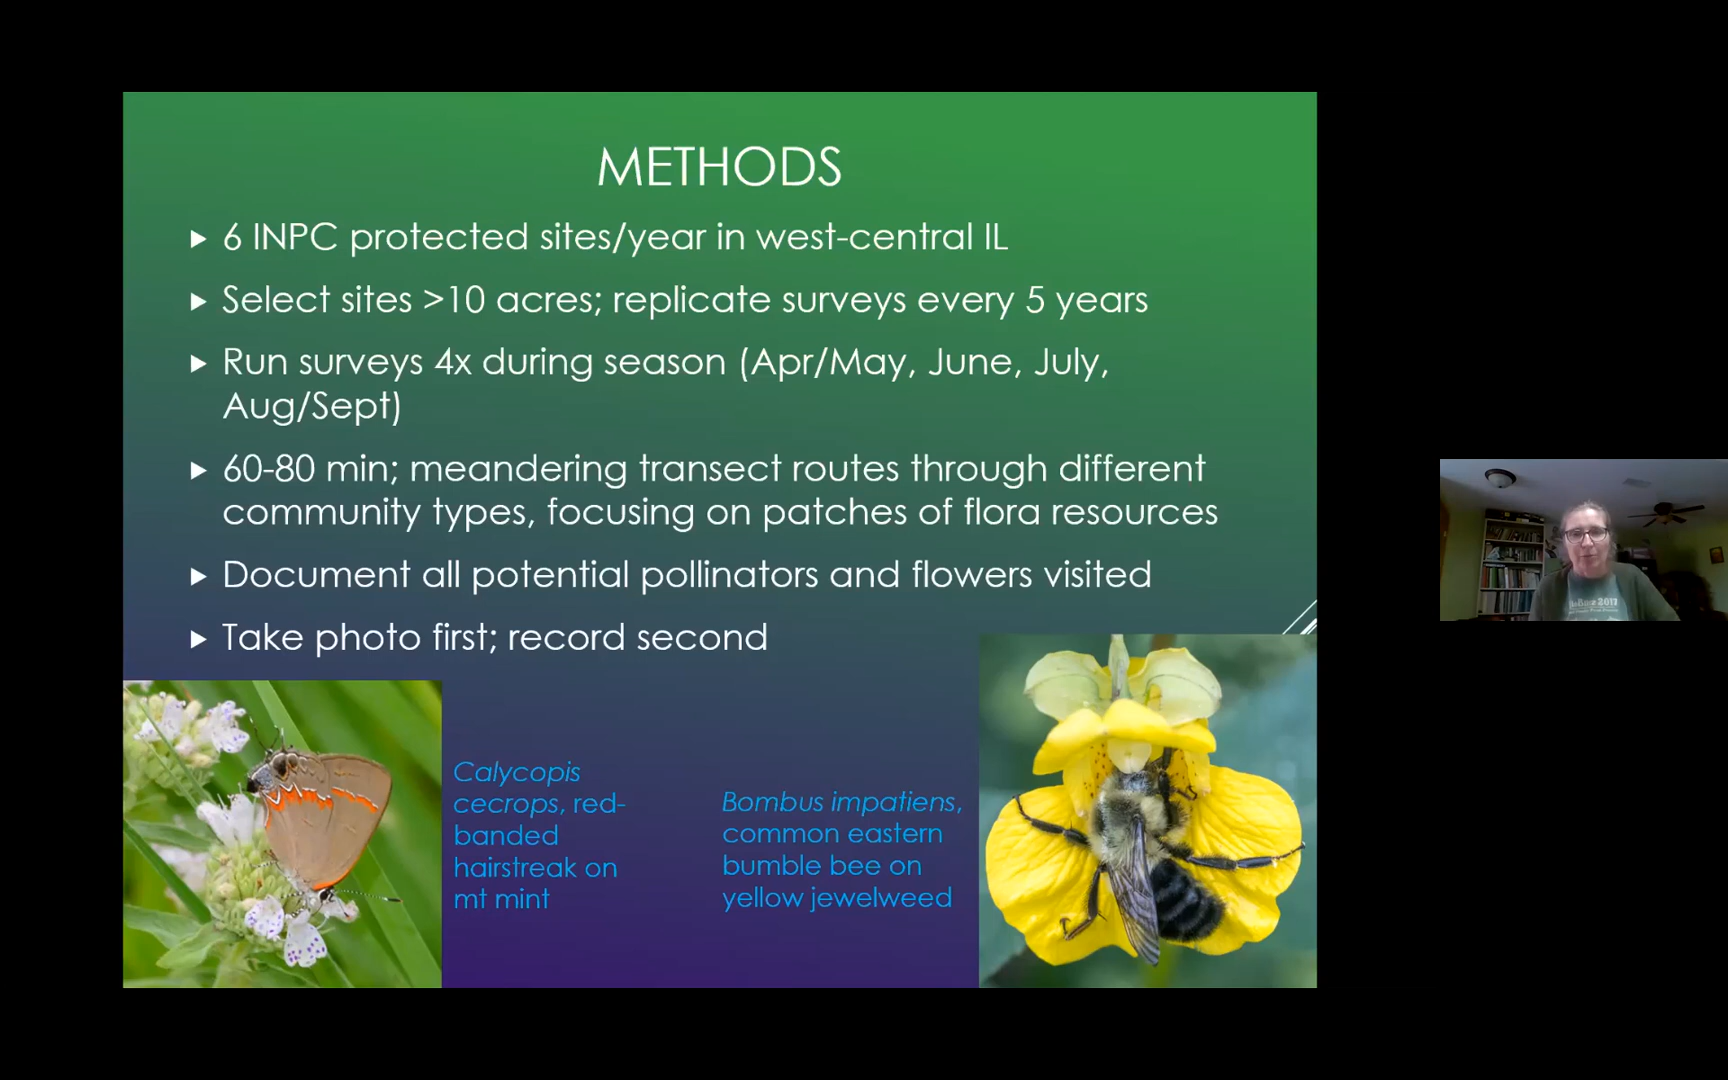 METHODS
6 INPC protected sites/year in west-central IL
Select sites >10 acres; replicate surveys every 5 years
Run surveys 4x during season (Apr/May, June, July,
Aug/Sept)
60-80 min; meandering transect routes through different
community types, focusing on patches of flora resources
Document all potential pollinators and flowers visited
Take photo first; record second
Calycopis
cecrops, red-
banded
hairstreak on
mt mint
Bombus impatiens,
common eastern
bumble bee on
yellow jewelweed
2017